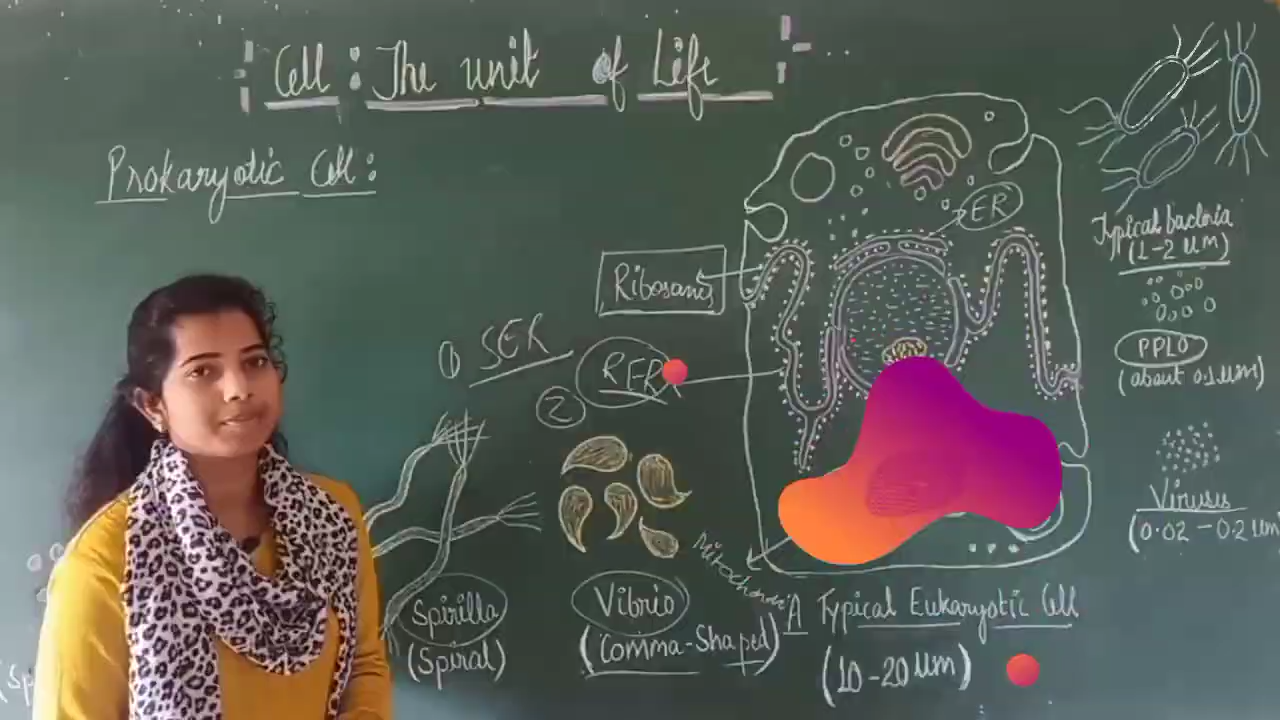 Cell : The unit of Life
Prokaryotic Cell :
ER
Ribosams
① SER
② RER
Typical bacteria
(1-2 um)
PPLO
(about 0.1 um)
Viruses
(0.02 - 0.2 um
Mitochondria
Spirilla
(Spiral)
Vibrio
(Comma-Shaped)
A Typical Eukaryotic Cell
(10-20 um)
(Sp